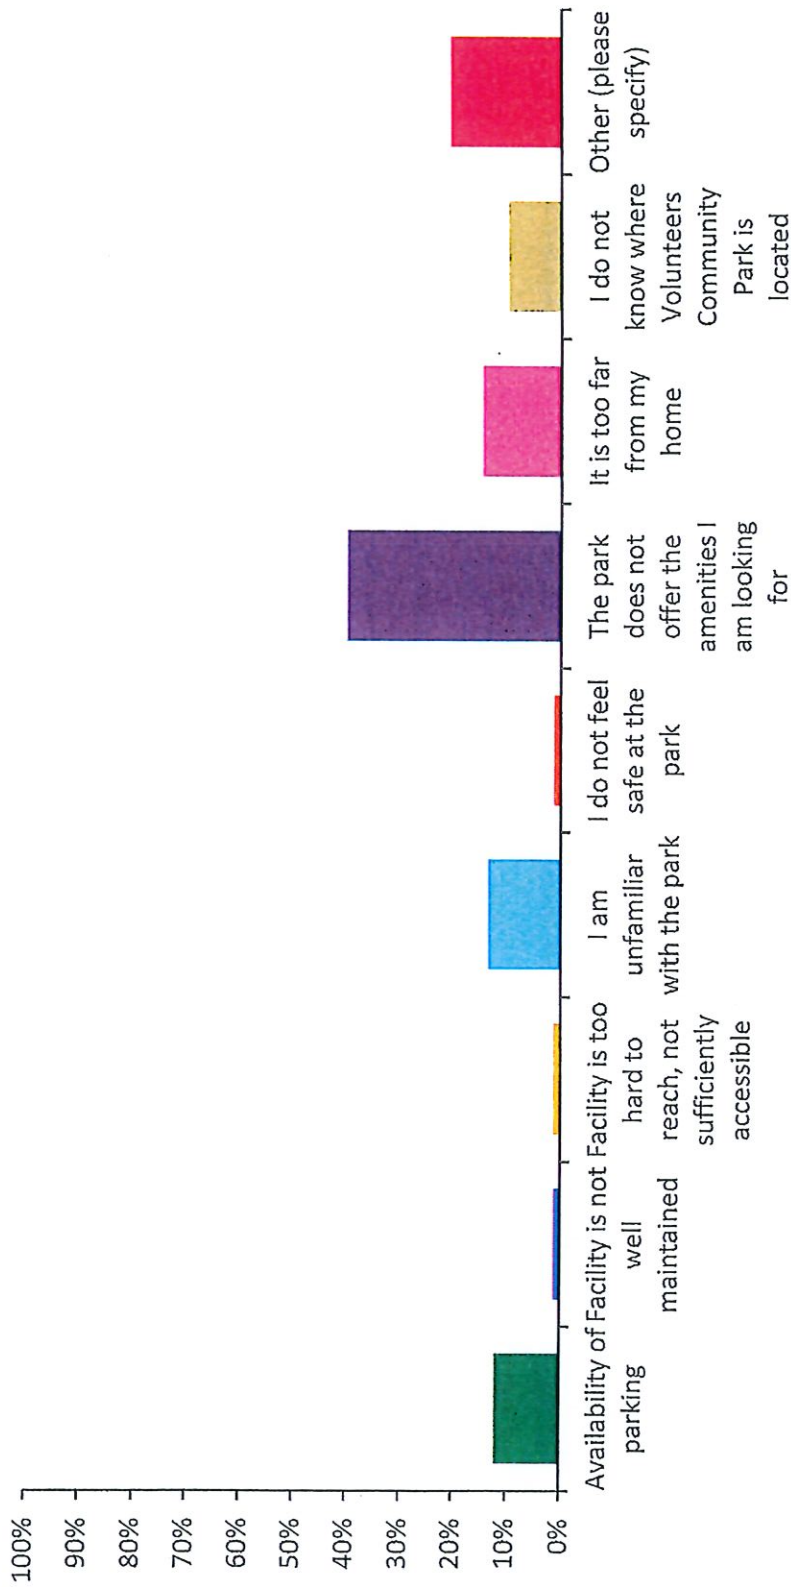 100%
90%
80%
70%
60%
50%
40%
30%
20%
10%
0%
Availability of
parking
Facility is not
well
maintained
Facility is too
hard to
reach, not
sufficiently
accessible
I am
unfamiliar
with the park
I do not feel
safe at the
park
The park
does not
offer the
amenities I
am looking
for
It is too far
from my
home
I do not
know where
Volunteers
Community
Park is
located
Other (please
specify)